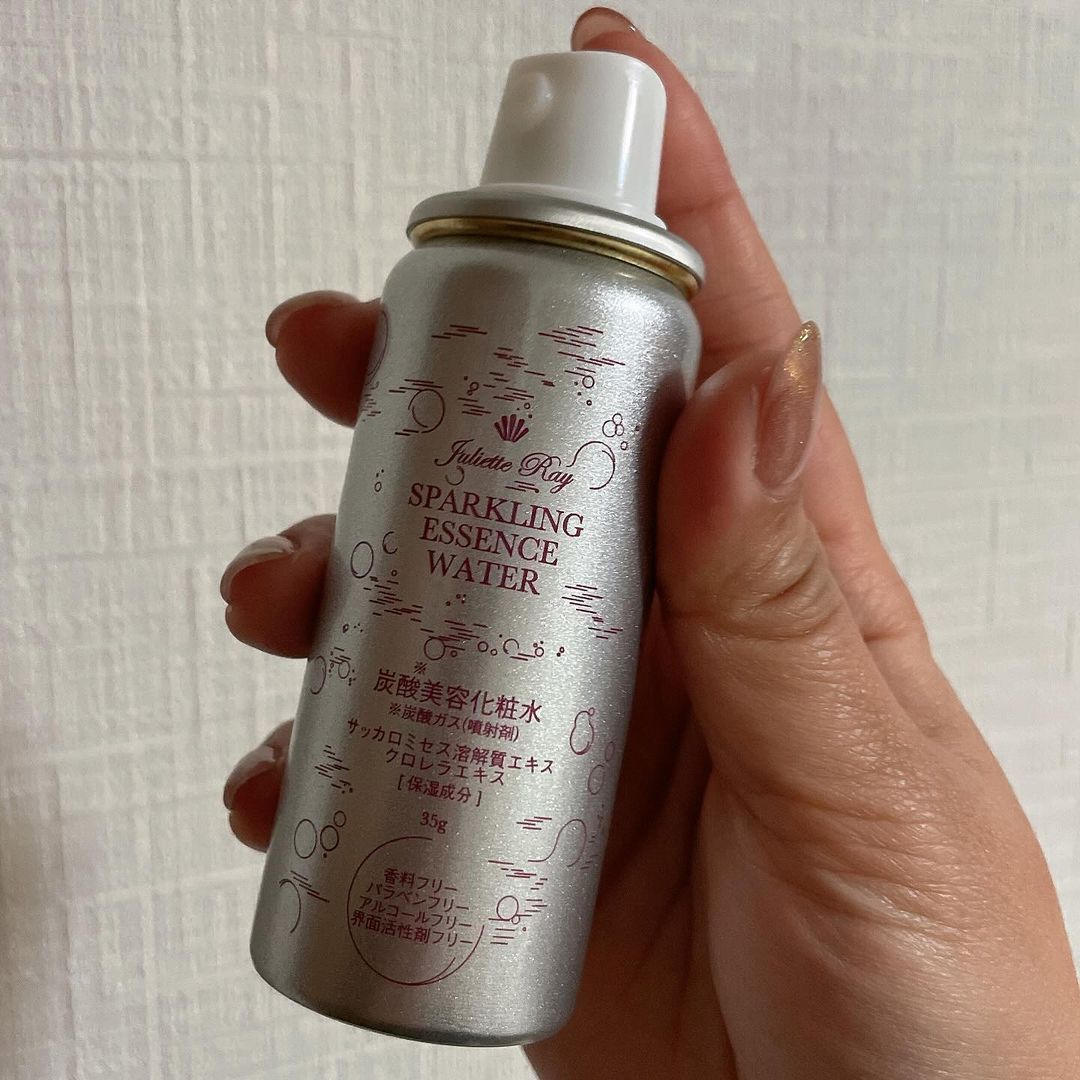 Juliette Ray
SPARKLING
ESSENCE
WATER
※
炭酸美容化粧水
※炭酸ガス(噴射剤)
サッカロミセス溶解質エキス
クロレラエキス
[保湿成分]
35g
香料フリー
パラベンフリー
アルコールフリー
界面活性剤フリー